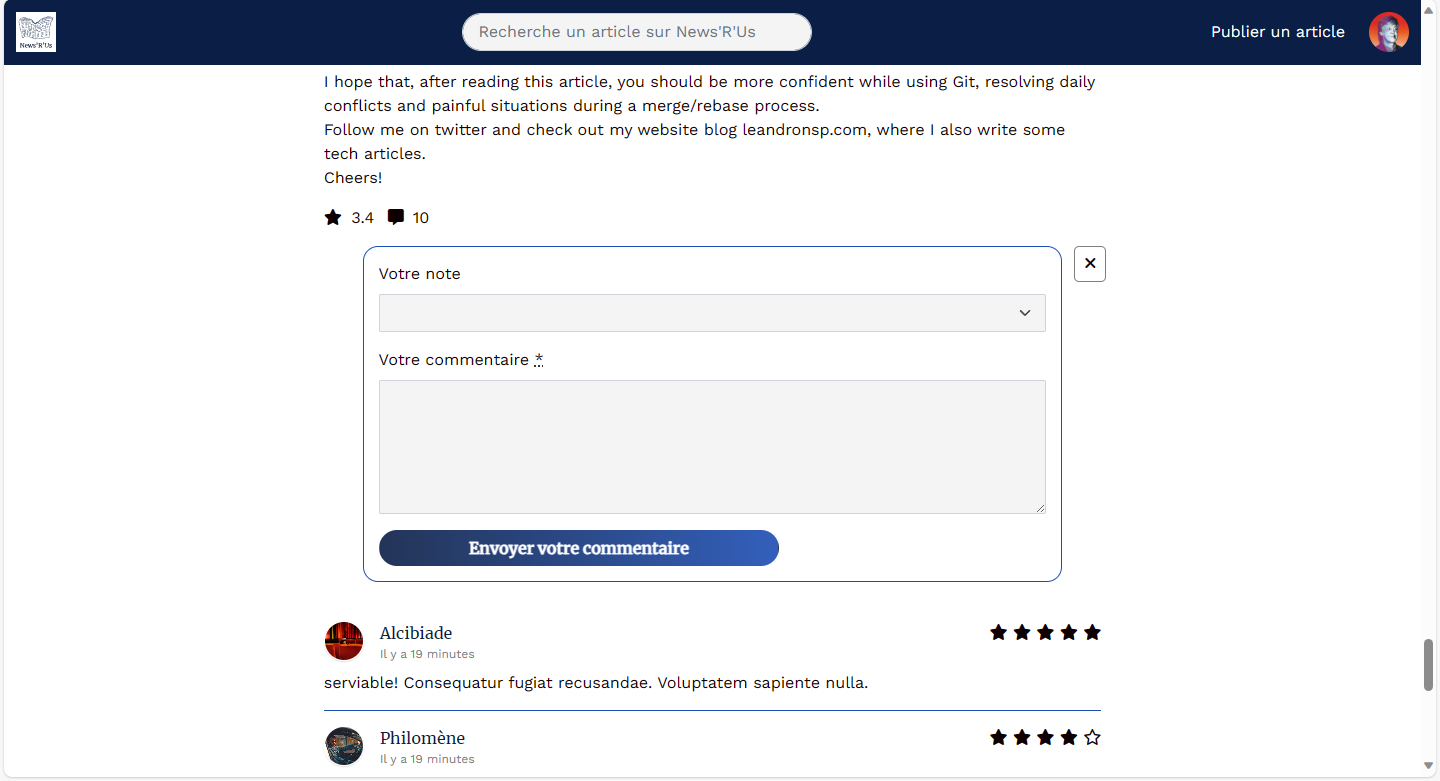 News'R'Us
Recherche un article sur News'R'Us
Publier un article
I hope that, after reading this article, you should be more confident while using Git, resolving daily
conflicts and painful situations during a merge/rebase process.
Follow me on twitter and check out my website blog leandronsp.com, where I also write some
tech articles.
Cheers!
3.4 10
Votre note
Votre commentaire *
Envoyer votre commentaire
Alcibiade
Il y a 19 minutes
serviable! Consequatur fugiat recusandae. Voluptatem sapiente nulla.
Philomène
Il y a 19 minutes